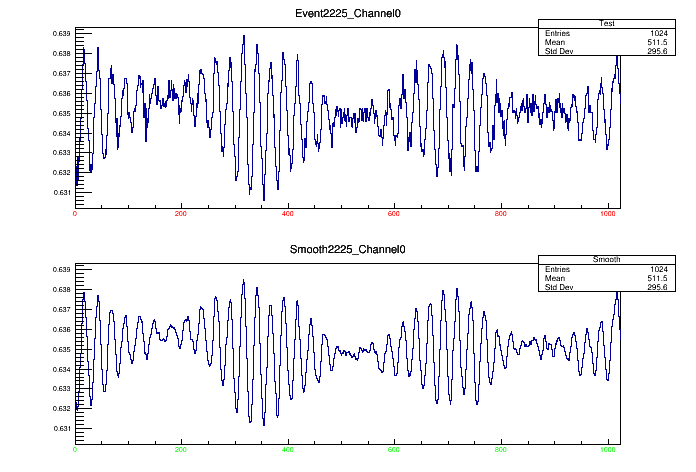 Event2225_Channel0
Test
Entries 1024
Mean 511.5
Std Dev 295.6
0.639
0.638
0.637
0.636
0.635
0.634
0.633
0.632
0.631
0 200 400 600 800 1000
Smooth2225_Channel0
Smooth
Entries 1024
Mean 511.5
Std Dev 295.6
0.639
0.638
0.637
0.636
0.635
0.634
0.633
0.632
0.631
0 200 400 600 800 1000